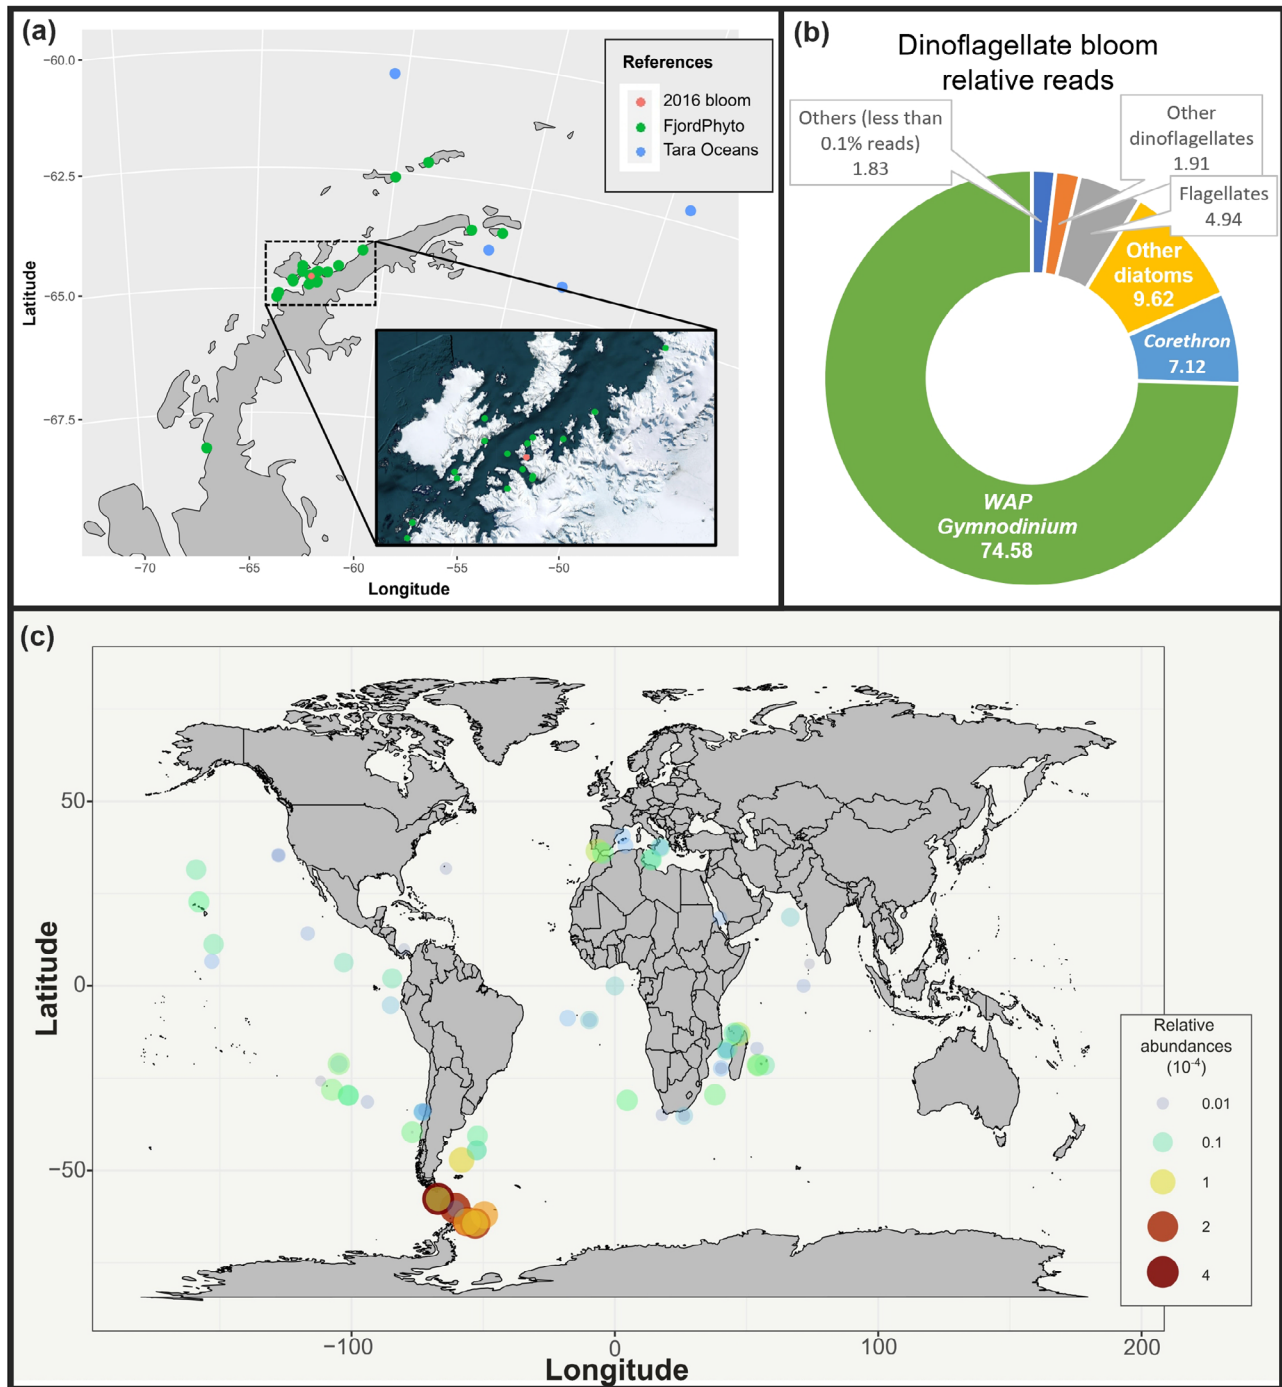 (a)
References
2016 bloom
FjordPhyto
Tara Oceans
−60.0
−62.5
−65.0
−67.5
Latitude
−70
−65
−60
−55
−50
Longitude
(b)
Dinoflagellate bloom
relative reads
Others (less than
0.1% reads)
1.83
Other
dinoflagellates
1.91
Flagellates
4.94
Other
diatoms
9.62
Corethron
7.12
WAP
Gymnodinium
74.58
(c)
50
0
−50
Latitude
−100
0
100
200
Longitude
Relative
abundances
(10⁻⁴)
0.01
0.1
1
2
4